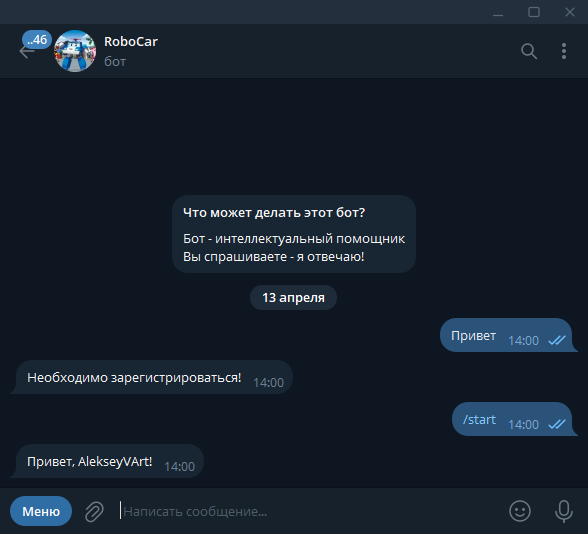 ..46
RoboCar
бот
Что может делать этот бот?
Бот - интеллектуальный помощник
Вы спрашиваете - я отвечаю!
13 апреля
Привет 14:00
Необходимо зарегистрироваться! 14:00
/start 14:00
Привет, AlekseyVArt! 14:00
Меню
Написать сообщение...